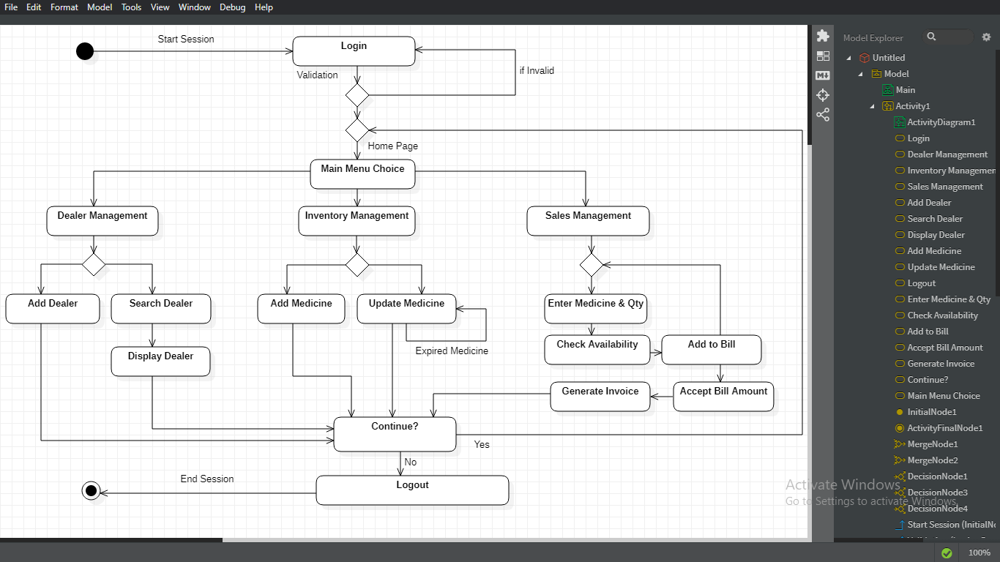 File Edit Format Model Tools View Window Debug Help
Start Session
Login
Validation
if Invalid
Home Page
Main Menu Choice
Dealer Management
Inventory Management
Sales Management
Add Dealer
Search Dealer
Add Medicine
Update Medicine
Enter Medicine & Qty
Display Dealer
Expired Medicine
Check Availability
Add to Bill
Generate Invoice
Accept Bill Amount
Continue?
Yes
No
End Session
Logout
Model Explorer
Untitled
Model
Main
Activity1
ActivityDiagram1
Login
Dealer Management
Inventory Managemen
Sales Management
Add Dealer
Search Dealer
Display Dealer
Add Medicine
Update Medicine
Logout
Enter Medicine & Qty
Check Availability
Add to Bill
Accept Bill Amount
Generate Invoice
Continue?
Main Menu Choice
InitialNode1
ActivityFinalNode1
MergeNode1
MergeNode2
DecisionNode1
DecisionNode3
DecisionNode4
Start Session (InitialNo
Activate Windows
Go to Settings to activate Windows.
100%